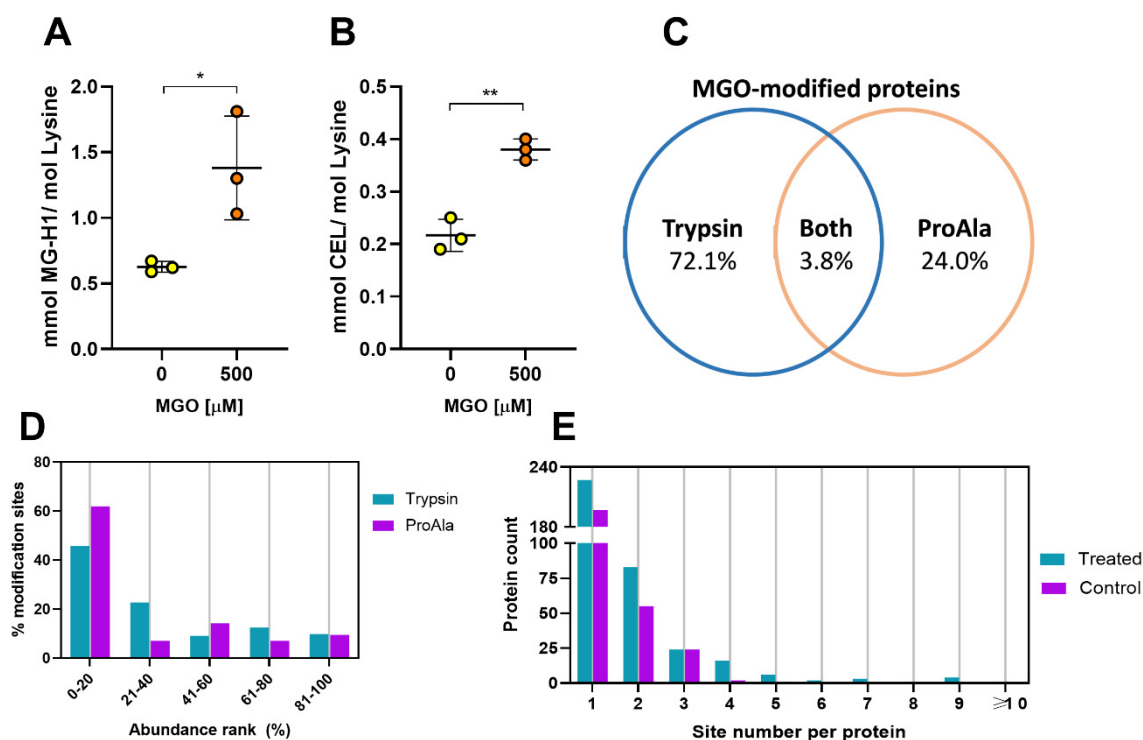 A
mmol MG-H1/ mol Lysine
2.0
1.5
1.0
0.5
0.0
*
0
500
MGO [μM]
B
mmol CEL/ mol Lysine
0.5
0.4
0.3
0.2
0.1
0.0
**
0
500
MGO [μM]
C
MGO-modified proteins
Trypsin
72.1%
Both
3.8%
ProAla
24.0%
D
% modification sites
80
60
40
20
0
0-20
21-40
41-60
61-80
81-100
Abundance rank (%)
Trypsin
ProAla
E
Protein count
240
180
100
75
50
25
0
1
2
3
4
5
6
7
8
9
⩾10
Site number per protein
Treated
Control